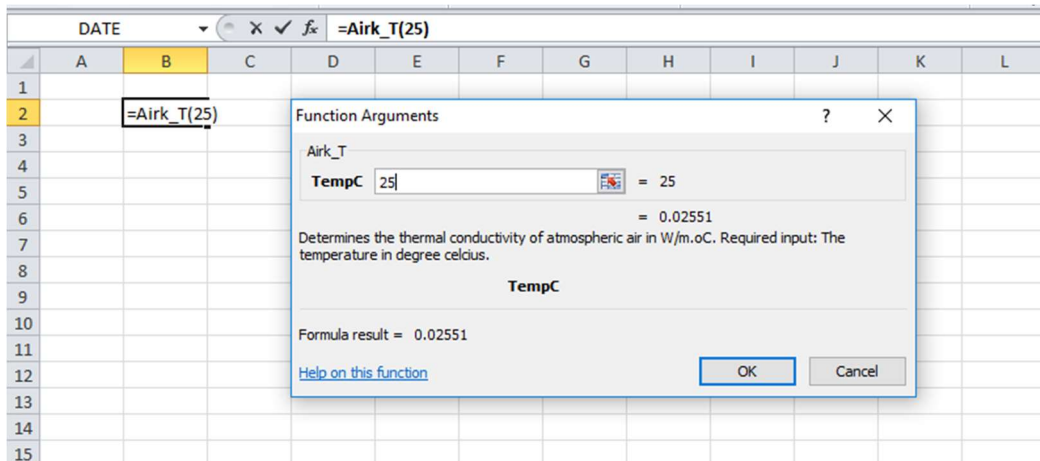 DATE =Airk_T(25)
A B C D E F G H I J K L
1
2 =Airk_T(25)
3
4
5
6
7
8
9
10
11
12
13
14
15
Function Arguments ? X
Airk_T
TempC 25 = 25
= 0.02551
Determines the thermal conductivity of atmospheric air in W/m.oC. Required input: The
temperature in degree celcius.
TempC
Formula result = 0.02551
Help on this function OK Cancel